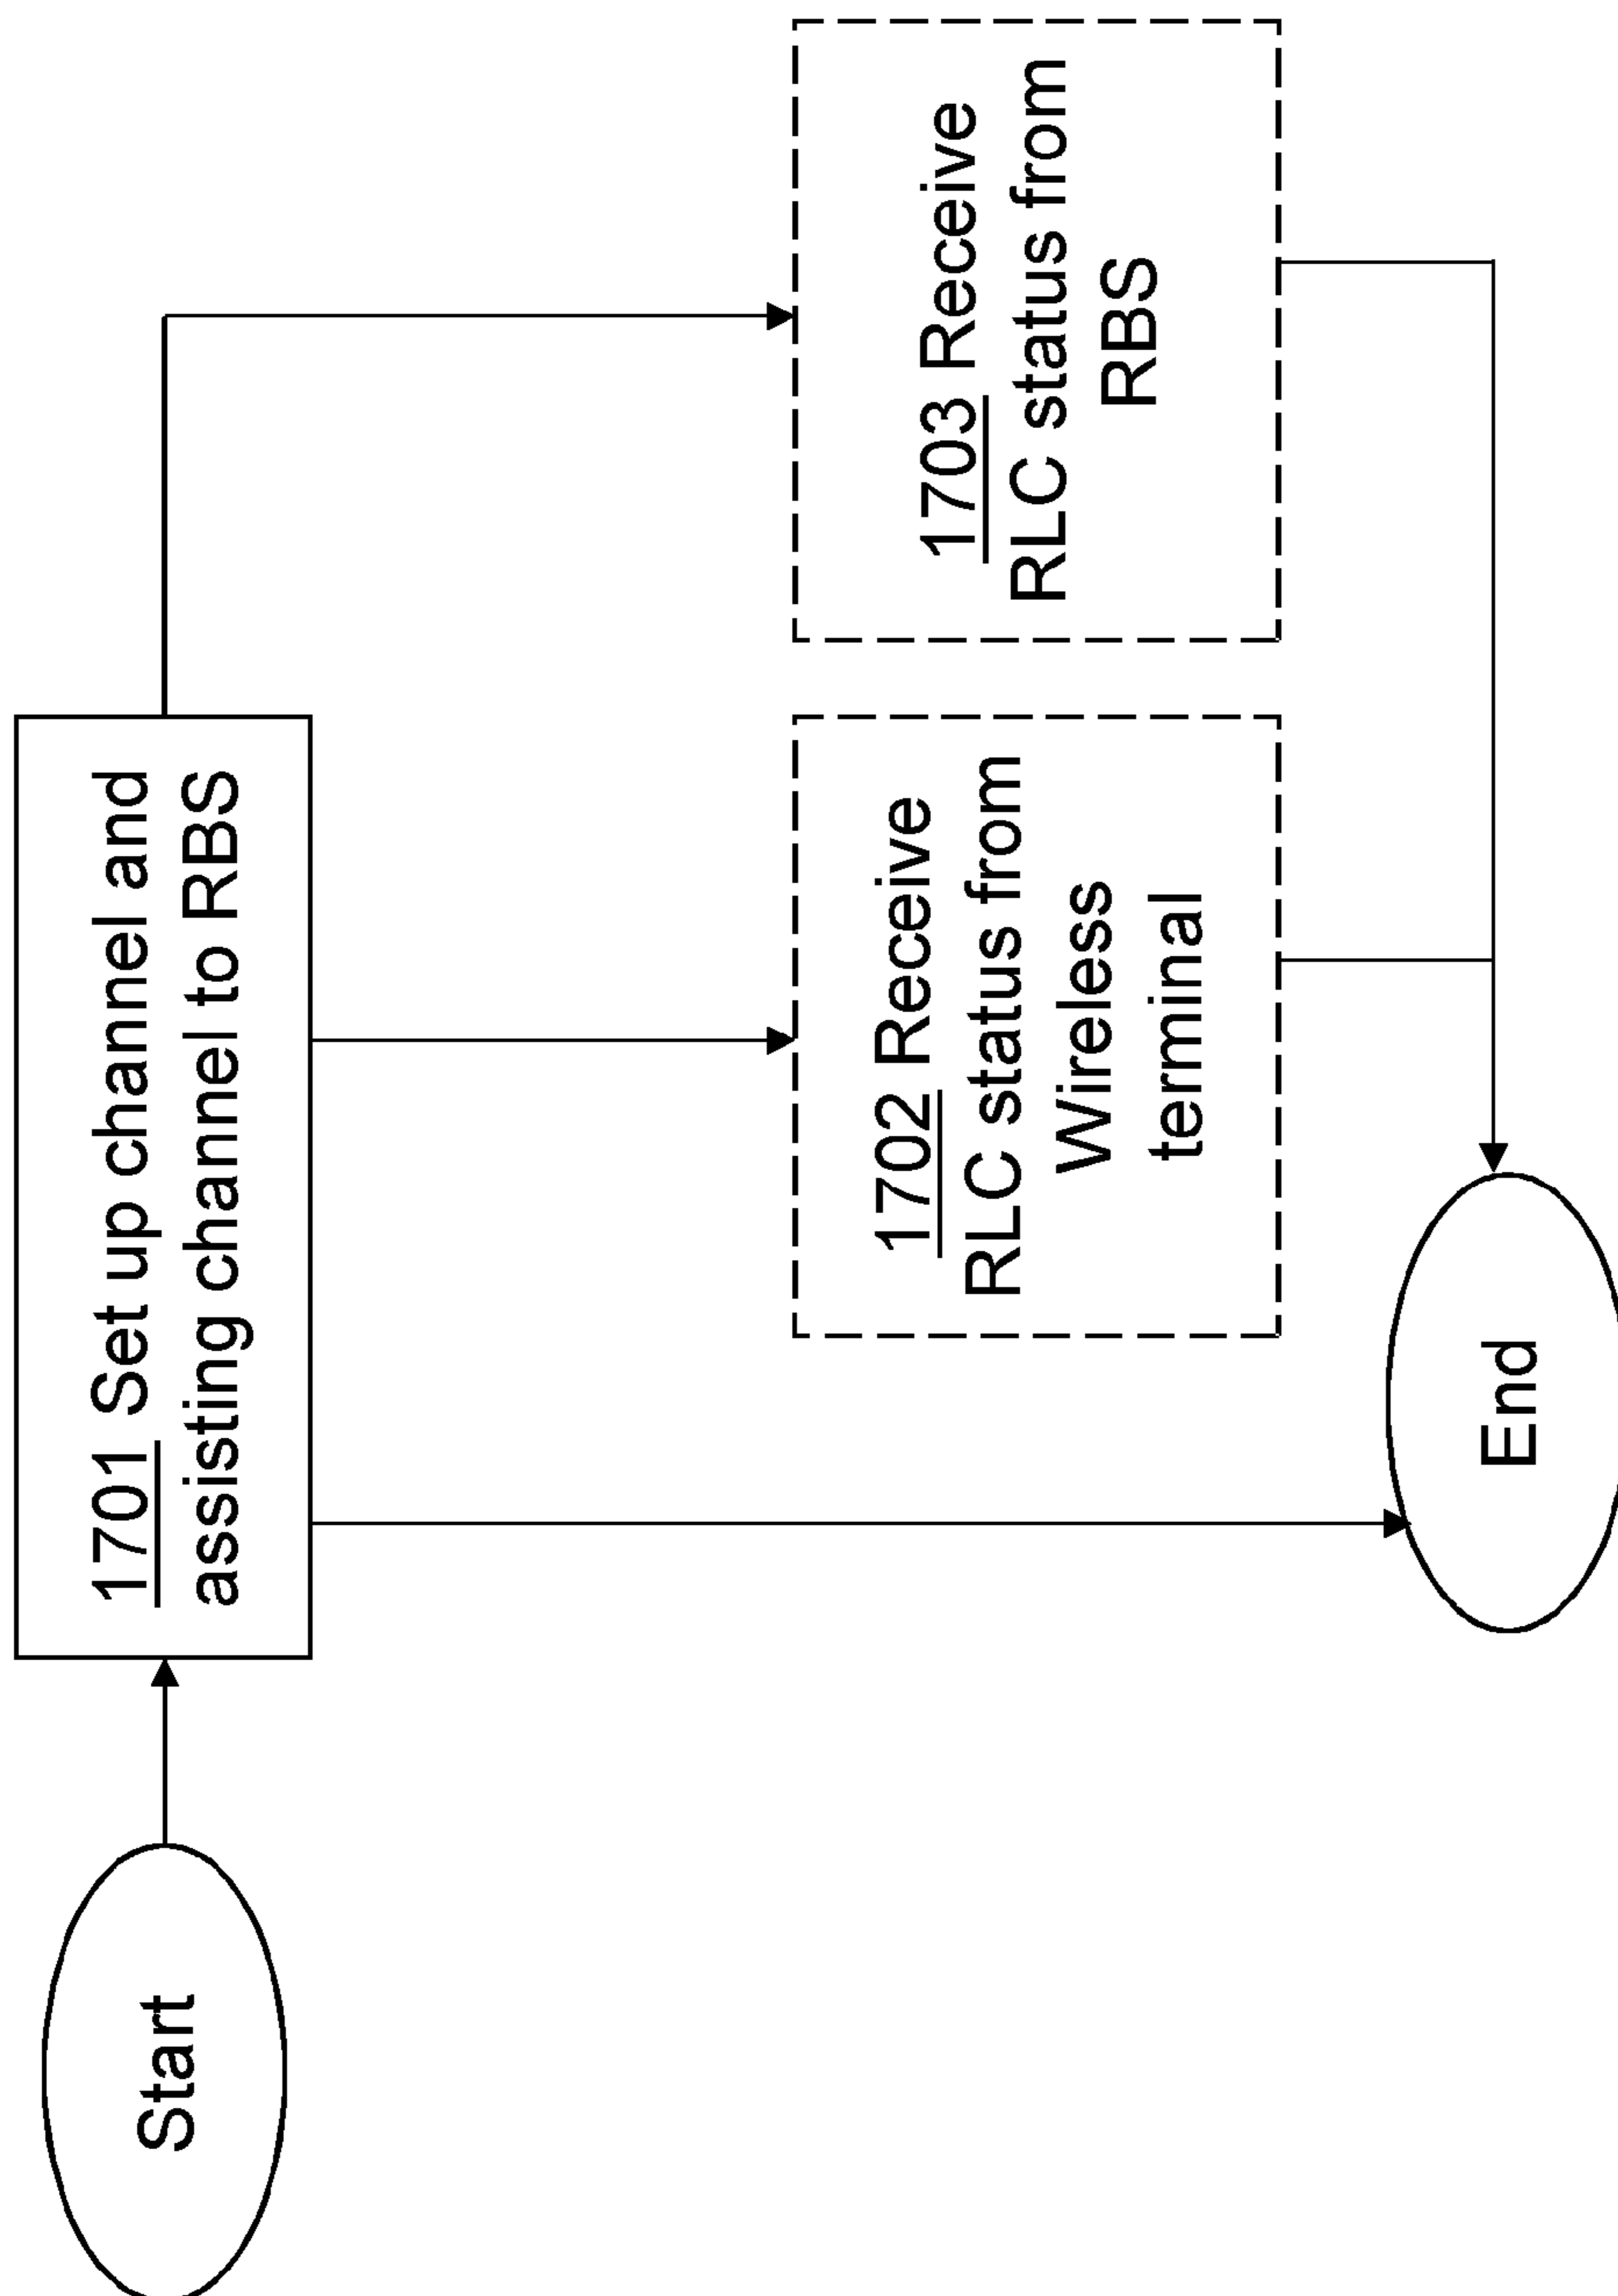 Start
1701 Set up channel and
assisting channel to RBS
1702 Receive
RLC status from
Wireless
terminal
1703 Receive
RLC status from
RBS
End